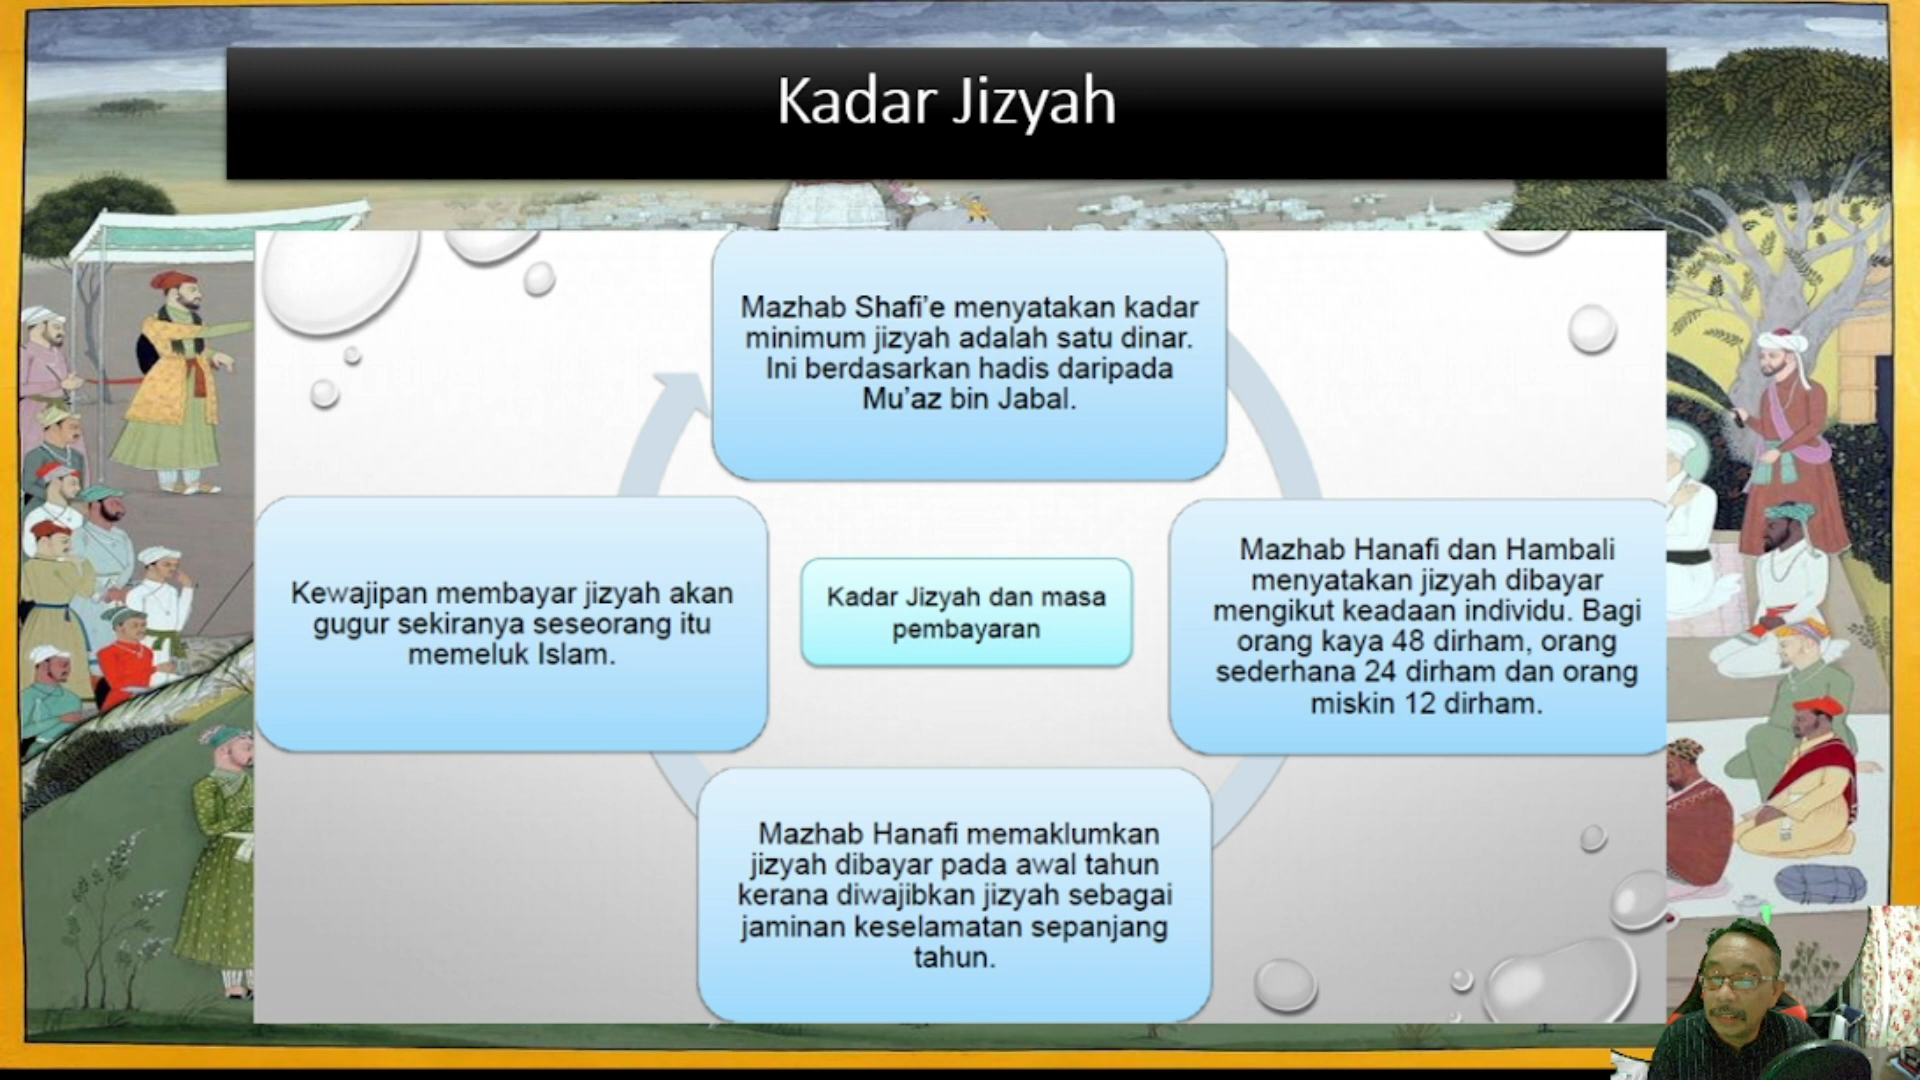 Kadar Jizyah
Mazhab Shafi’e menyatakan kadar
minimum jizyah adalah satu dinar.
Ini berdasarkan hadis daripada
Mu’az bin Jabal.
Mazhab Hanafi dan Hambali
menyatakan jizyah dibayar
mengikut keadaan individu. Bagi
orang kaya 48 dirham, orang
sederhana 24 dirham dan orang
miskin 12 dirham.
Kewajipan membayar jizyah akan
gugur sekiranya seseorang itu
memeluk Islam.
Kadar Jizyah dan masa
pembayaran
Mazhab Hanafi memaklumkan
jizyah dibayar pada awal tahun
kerana diwajibkan jizyah sebagai
jaminan keselamatan sepanjang
tahun.